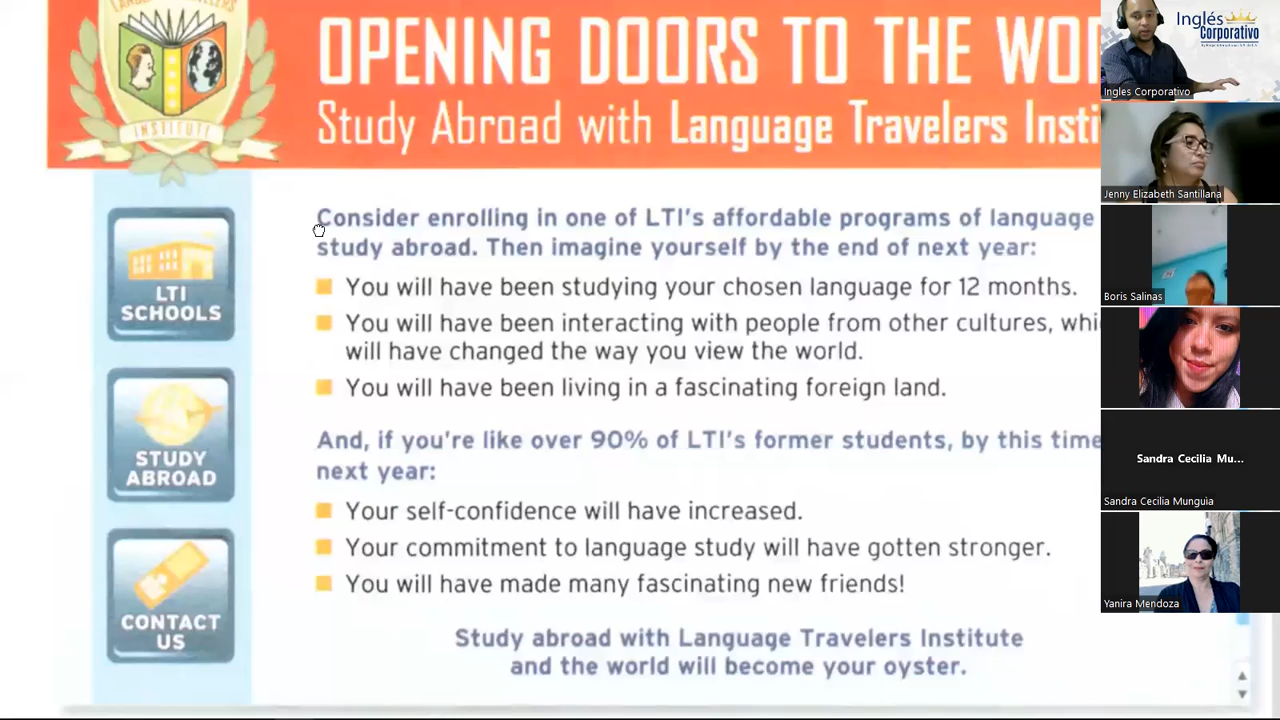 INSTITUTE
OPENING DOORS TO THE WO
Study Abroad with Language Travelers Insti
Consider enrolling in one of LTI's affordable programs of language
study abroad. Then imagine yourself by the end of next year:
You will have been studying your chosen language for 12 months.
You will have been interacting with people from other cultures, whi
will have changed the way you view the world.
You will have been living in a fascinating foreign land.
And, if you're like over 90% of LTI's former students, by this time
next year:
Your self-confidence will have increased.
Your commitment to language study will have gotten stronger.
You will have made many fascinating new friends!
Study abroad with Language Travelers Institute
and the world will become your oyster.
LTI
SCHOOLS
STUDY
ABROAD
CONTACT
US
Inglés
Corporativo
Ingles Corporativo
Jenny Elizabeth Santillana
Boris Salinas
Sandra Cecilia Mu...
Sandra Cecilia Munguia
Yanira Mendoza